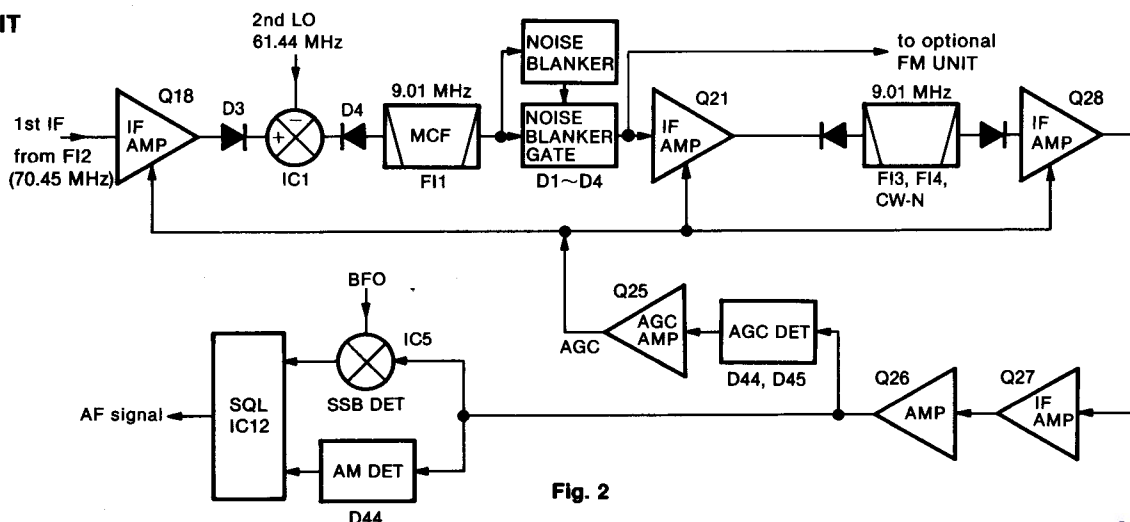 IT
2nd LO
61.44 MHz
Q18
1st IF
from FI2
(70.45 MHz)
IF
AMP
D3
+
−
IC1
D4
9.01 MHz
MCF
FI1
NOISE
BLANKER
NOISE
BLANKER
GATE
D1~D4
to optional
FM UNIT
Q21
IF
AMP
9.01 MHz
FI3, FI4,
CW-N
Q28
IF
AMP
BFO
IC5
SSB DET
SQL
IC12
AF signal
AM DET
D44
Q25
AGC
AMP
AGC
AGC DET
D44, D45
Q26
AMP
Q27
IF
AMP
Fig. 2